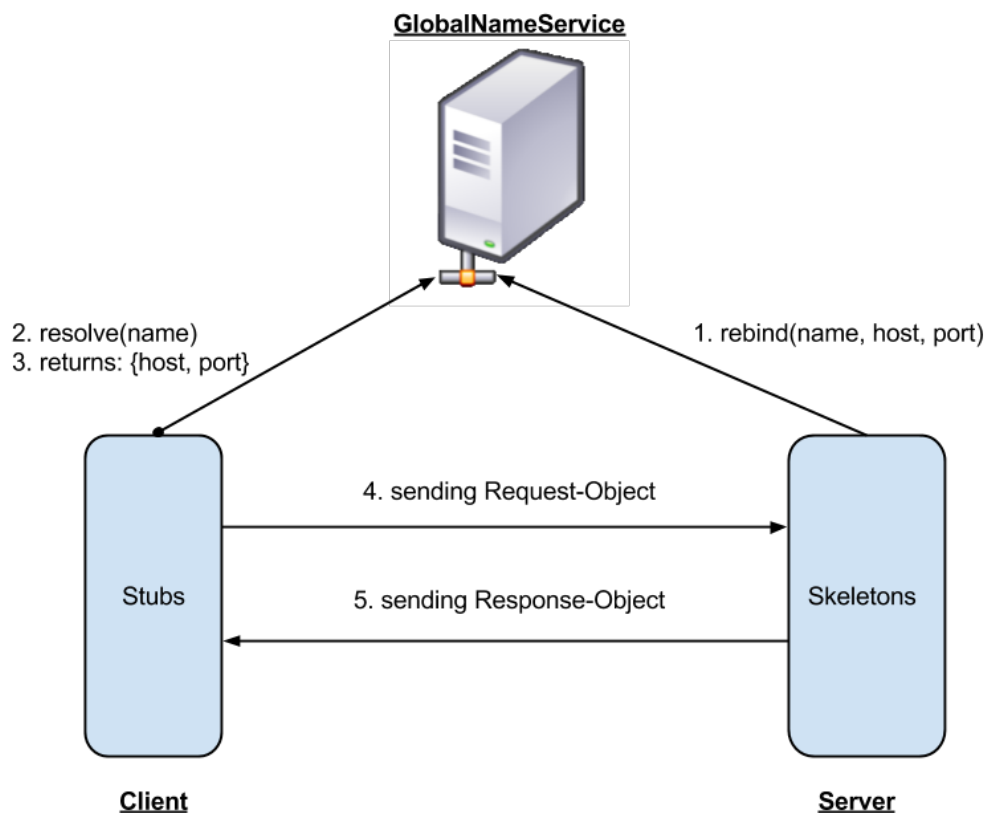 GlobalNameService
2. resolve(name)
3. returns: {host, port}
1. rebind(name, host, port)
4. sending Request-Object
Stubs
5. sending Response-Object
Skeletons
Client
Server